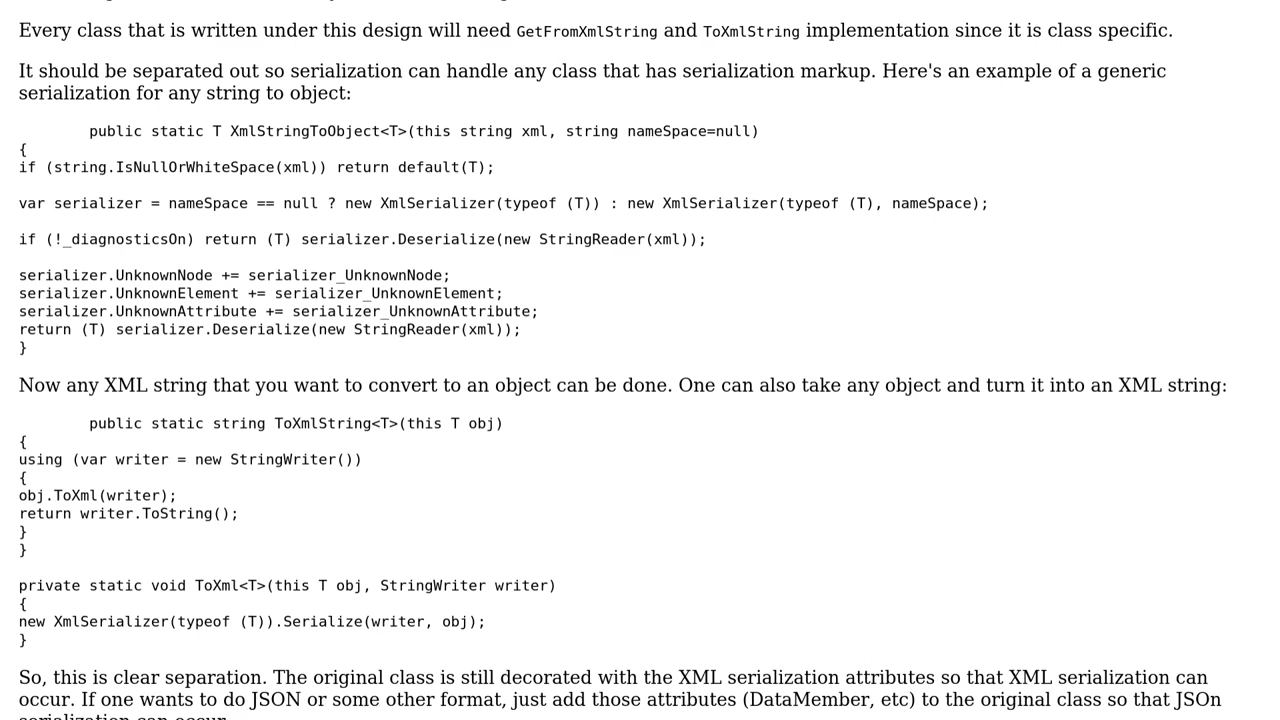 Every class that is written under this design will need GetFromXmlString and ToXmlString implementation since it is class specific.
It should be separated out so serialization can handle any class that has serialization markup. Here's an example of a generic
serialization for any string to object:
public static T XmlStringToObject<T>(this string xml, string nameSpace=null)
{
if (string.IsNullOrWhiteSpace(xml)) return default(T);
var serializer = nameSpace == null ? new XmlSerializer(typeof (T)) : new XmlSerializer(typeof (T), nameSpace);
if (!_diagnosticsOn) return (T) serializer.Deserialize(new StringReader(xml));
serializer.UnknownNode += serializer_UnknownNode;
serializer.UnknownElement += serializer_UnknownElement;
serializer.UnknownAttribute += serializer_UnknownAttribute;
return (T) serializer.Deserialize(new StringReader(xml));
}
Now any XML string that you want to convert to an object can be done. One can also take any object and turn it into an XML string:
public static string ToXmlString<T>(this T obj)
{
using (var writer = new StringWriter())
{
obj.ToXml(writer);
return writer.ToString();
}
}
private static void ToXml<T>(this T obj, StringWriter writer)
{
new XmlSerializer(typeof (T)).Serialize(writer, obj);
}
So, this is clear separation. The original class is still decorated with the XML serialization attributes so that XML serialization can
occur. If one wants to do JSON or some other format, just add those attributes (DataMember, etc) to the original class so that JSOn